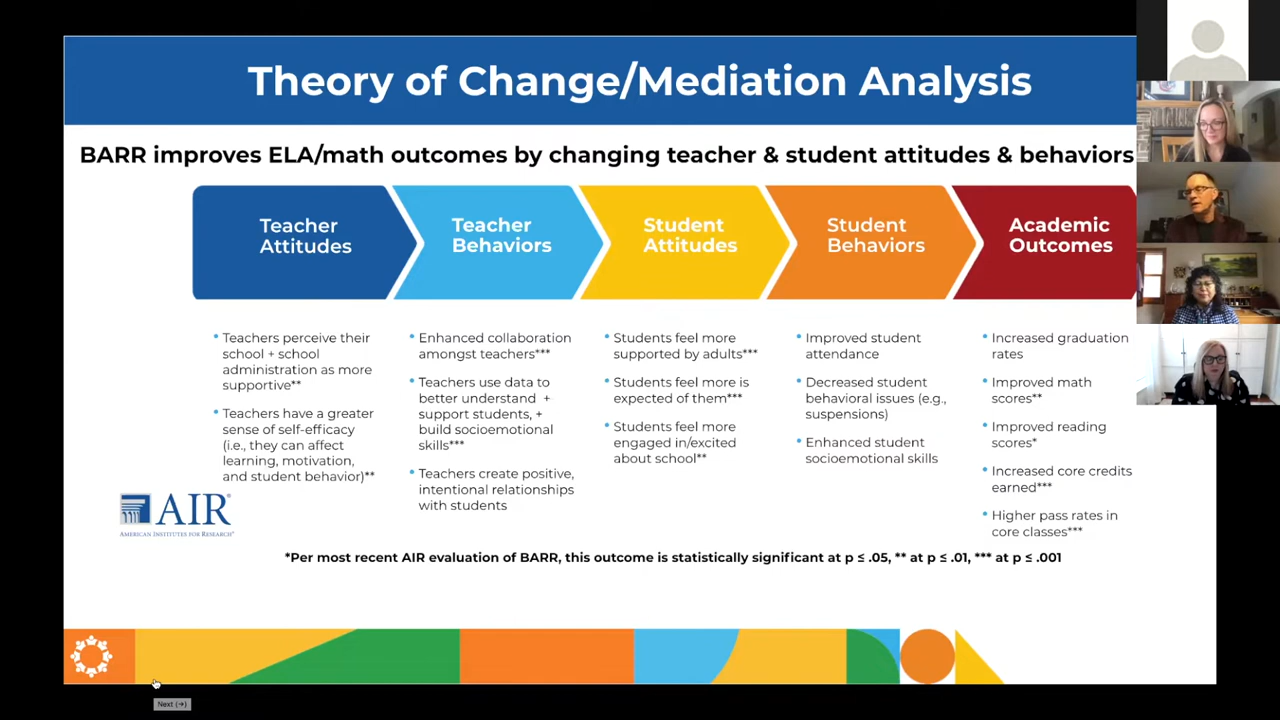 Theory of Change/Mediation Analysis
BARR improves ELA/math outcomes by changing teacher & student attitudes & behaviors
Teacher
Attitudes
Teacher
Behaviors
Student
Attitudes
Student
Behaviors
Academic
Outcomes
• Teachers perceive their
school + school
administration as more
supportive**
• Teachers have a greater
sense of self-efficacy
(i.e., they can affect
learning, motivation,
and student behavior)**
• Enhanced collaboration
amongst teachers***
• Teachers use data to
better understand +
support students, +
build socioemotional
skills***
• Teachers create positive,
intentional relationships
with students
• Students feel more
supported by adults***
• Students feel more is
expected of them***
• Students feel more
engaged in/excited
about school**
• Improved student
attendance
• Decreased student
behavioral issues (e.g.,
suspensions)
• Enhanced student
socioemotional skills
• Increased graduation
rates
• Improved math
scores**
• Improved reading
scores*
• Increased core credits
earned***
• Higher pass rates in
core classes***
AIR®
AMERICAN INSTITUTES FOR RESEARCH®
*Per most recent AIR evaluation of BARR, this outcome is statistically significant at p ≤ .05, ** at p ≤ .01, *** at p ≤ .001
Next (→)